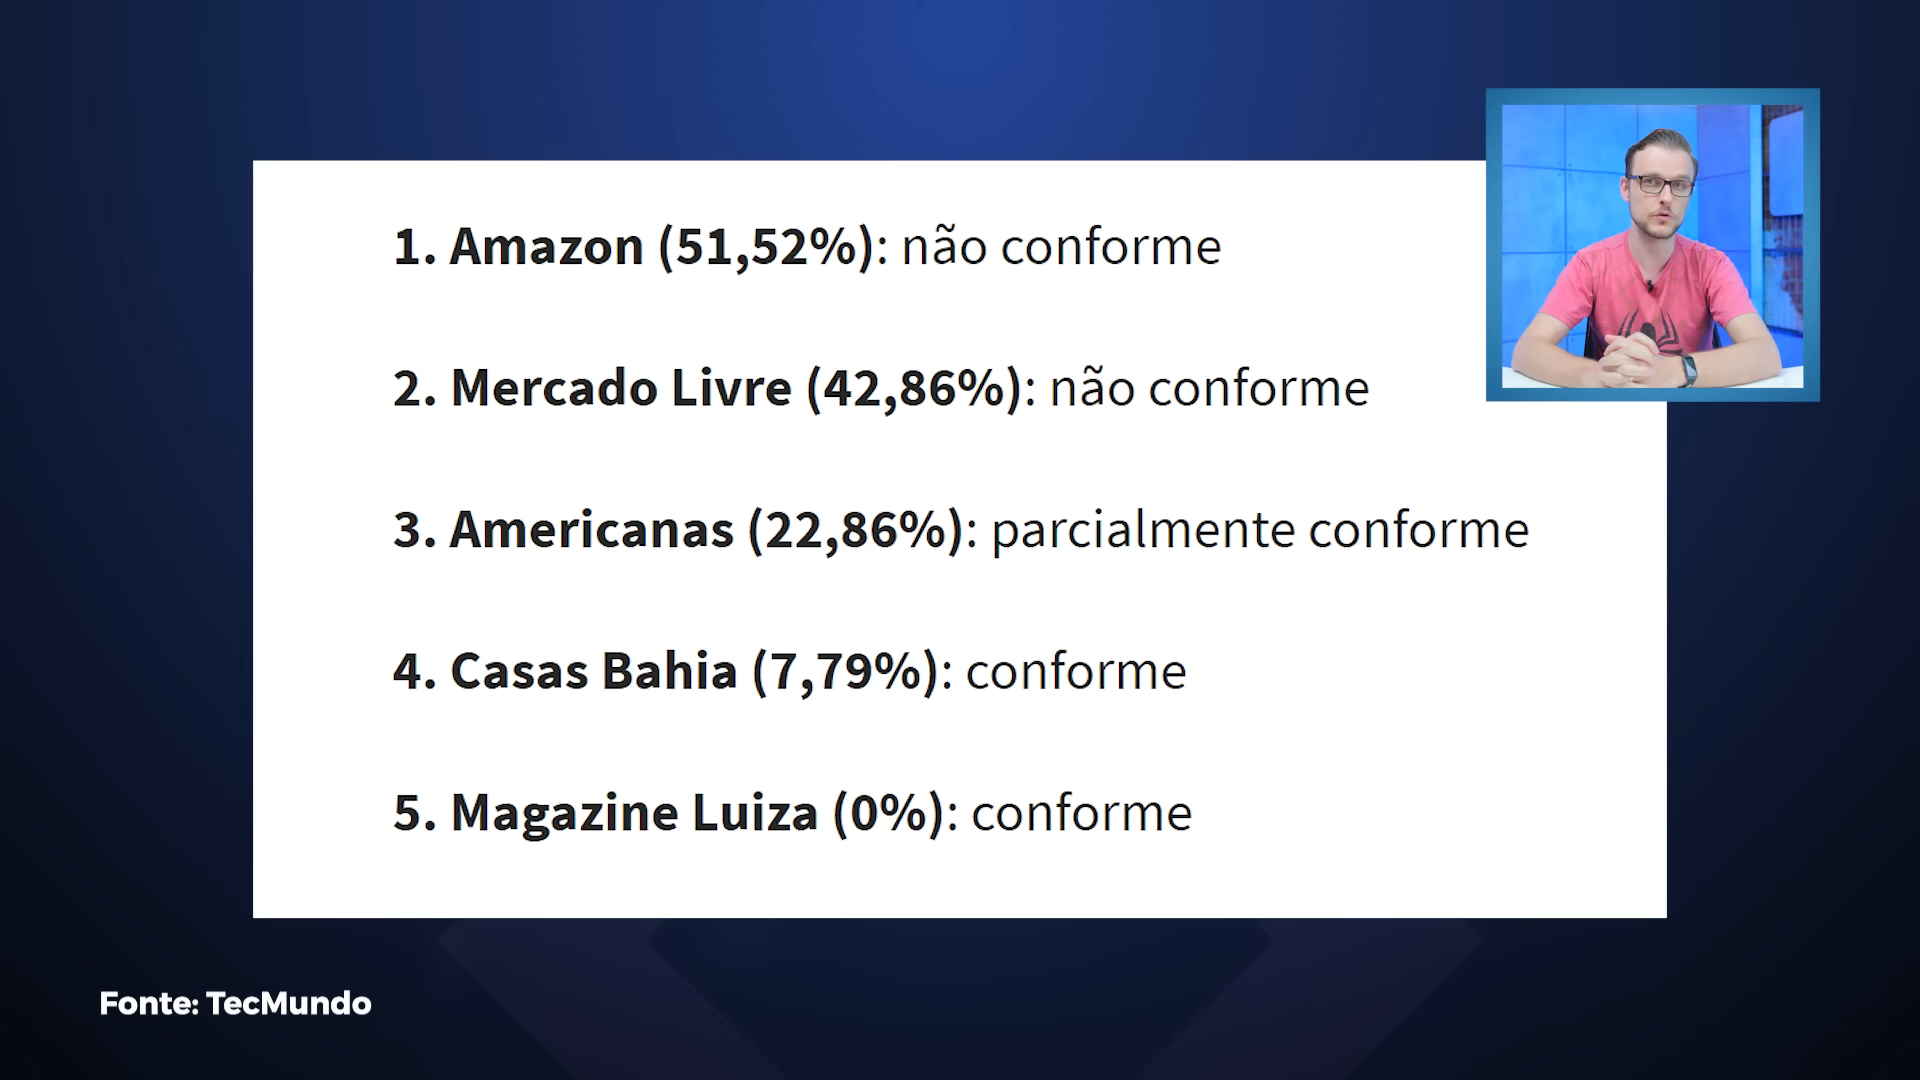 1. Amazon (51,52%): não conforme
2. Mercado Livre (42,86%): não conforme
3. Americanas (22,86%): parcialmente conforme
4. Casas Bahia (7,79%): conforme
5. Magazine Luiza (0%): conforme
Fonte: TecMundo